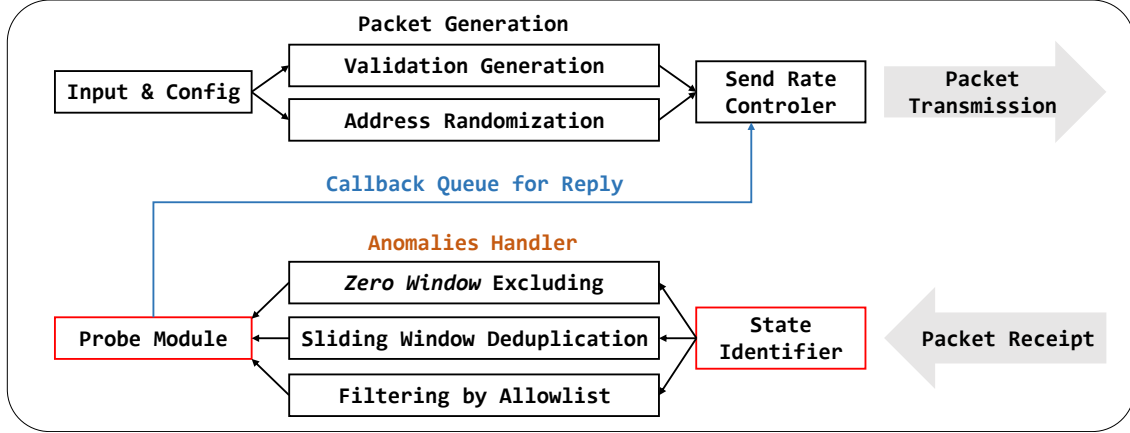 Packet Generation
Input & Config
Validation Generation
Address Randomization
Send Rate
Controler
Packet
Transmission
Callback Queue for Reply
Anomalies Handler
Zero Window Excluding
Probe Module
Sliding Window Deduplication
State
Identifier
Packet Receipt
Filtering by Allowlist